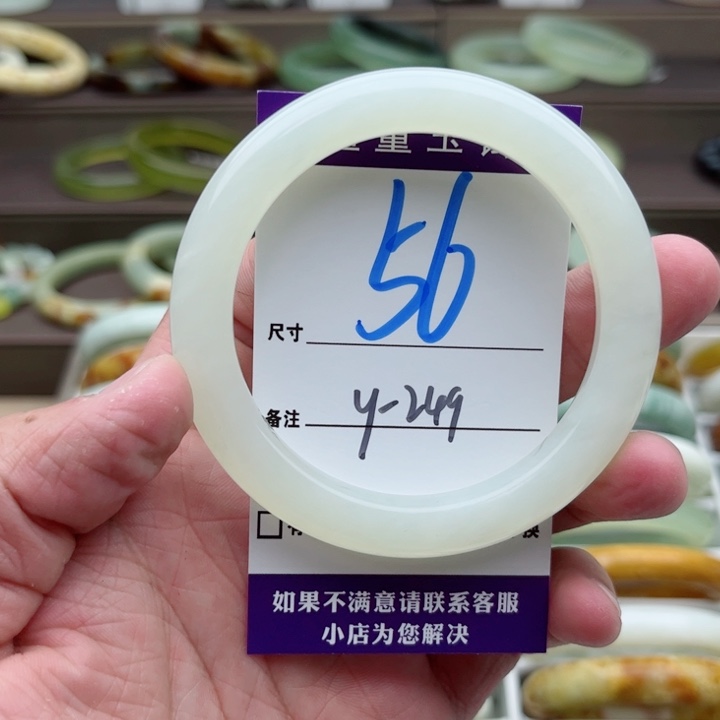 56
尺寸
备注 y-249
如果不满意请联系客服
小店为您解决